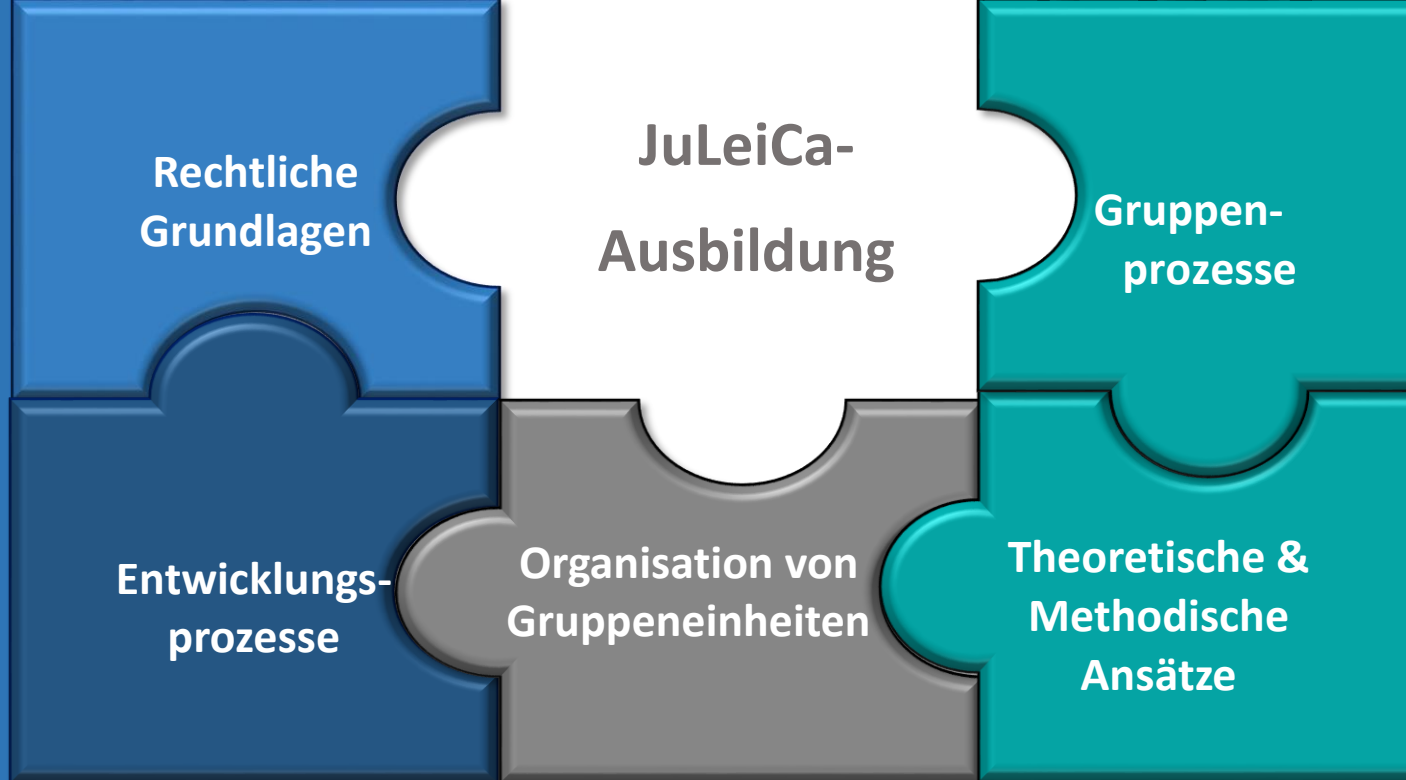 Rechtliche
Grundlagen
JuLeiCa-
Ausbildung
Gruppen-
prozesse
Entwicklungs-
prozesse
Organisation von
Gruppeneinheiten
Theoretische &
Methodische
Ansätze